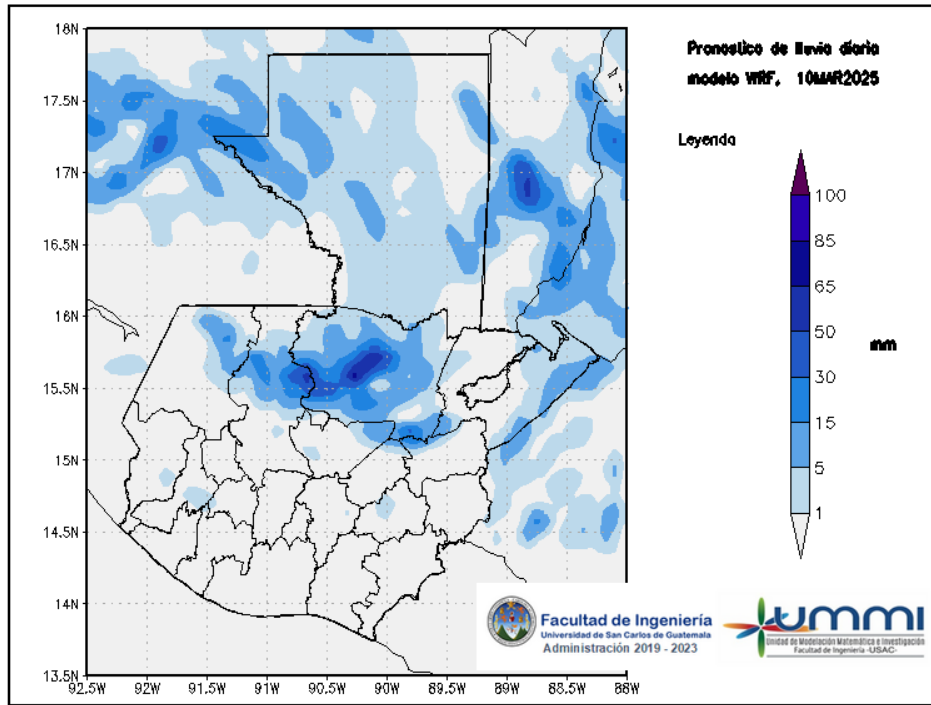 Pronostico de lluvia diaria
modelo WRF, 10MAR2025
Leyenda
100
85
65
50
30
15
5
1
mm
18N
17.5N
17N
16.5N
16N
15.5N
15N
14.5N
14N
13.5N
92.5W
92W
91.5W
91W
90.5W
90W
89.5W
89W
88.5W
88W
Facultad de Ingeniería
Universidad de San Carlos de Guatemala
Administración 2019 - 2023
ummi
Unidad de Modelación Matemática e Investigación
Facultad de Ingeniería -USAC-